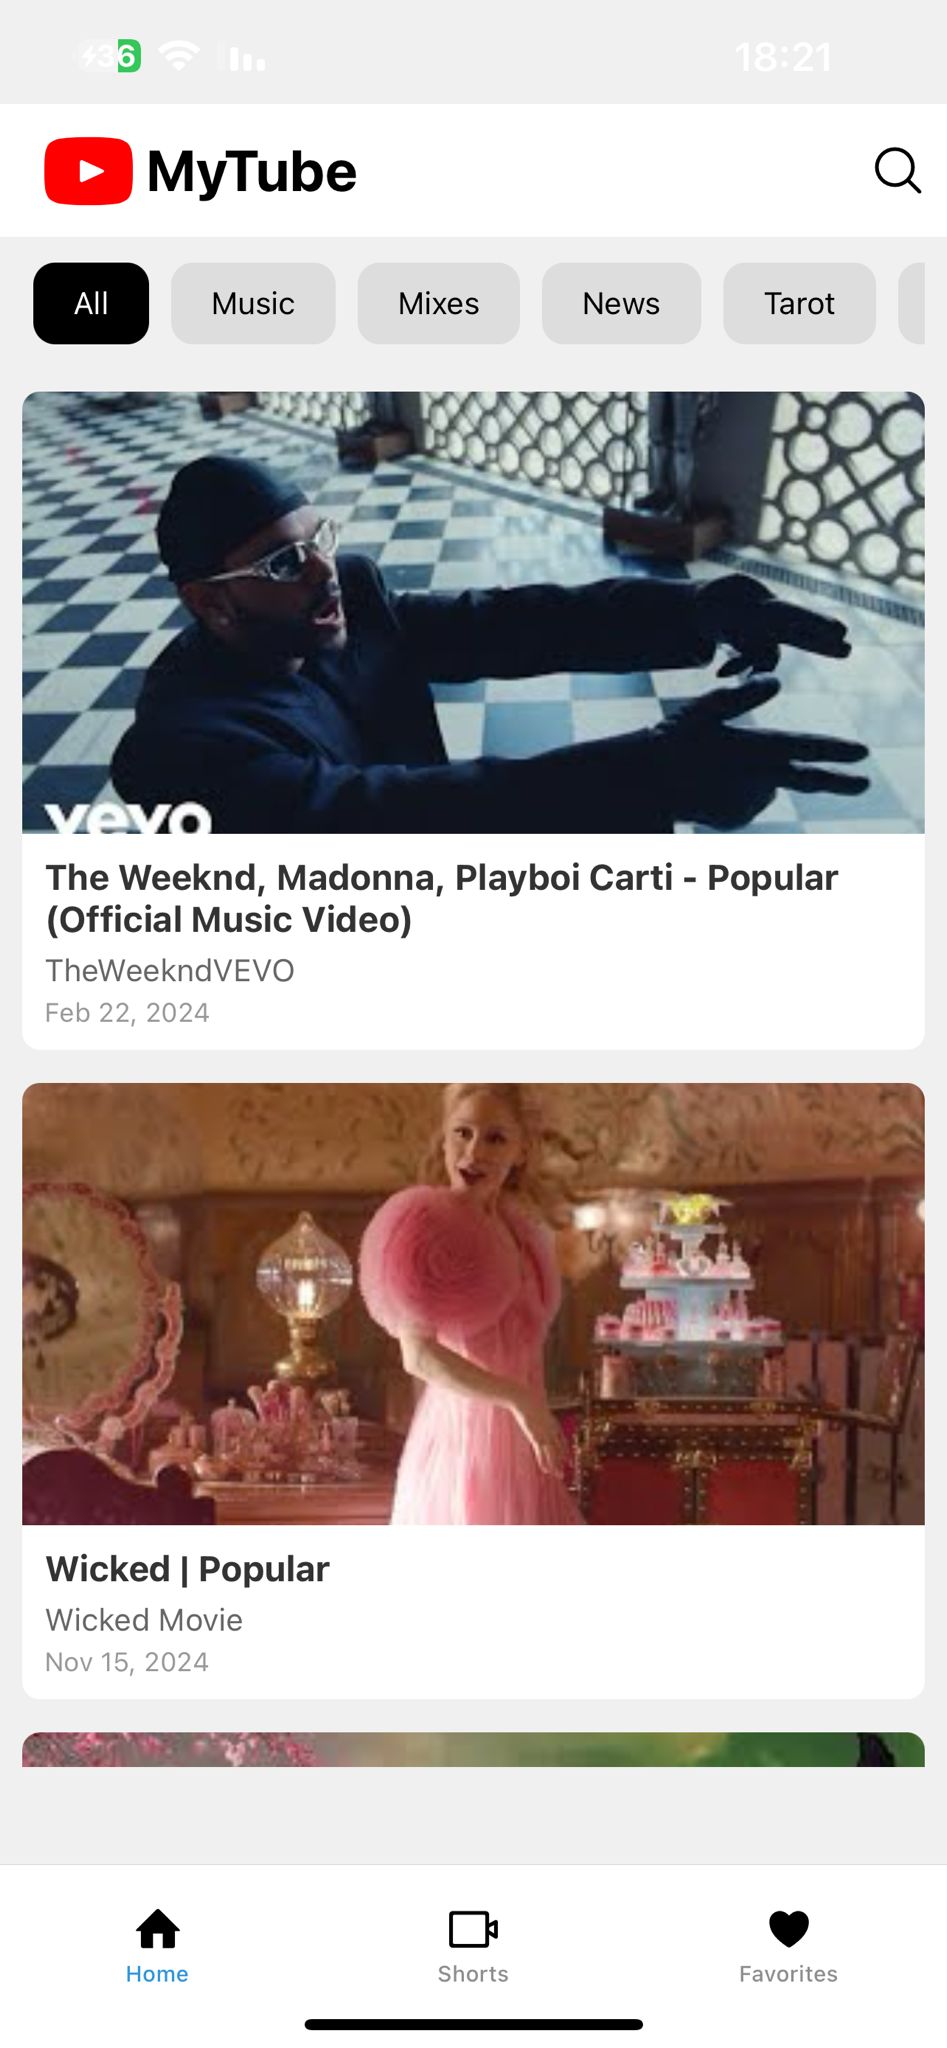 36
18:21
MyTube
All Music Mixes News Tarot
vevo
The Weeknd, Madonna, Playboi Carti - Popular
(Official Music Video)
TheWeekndVEVO
Feb 22, 2024
Wicked | Popular
Wicked Movie
Nov 15, 2024
Home Shorts Favorites